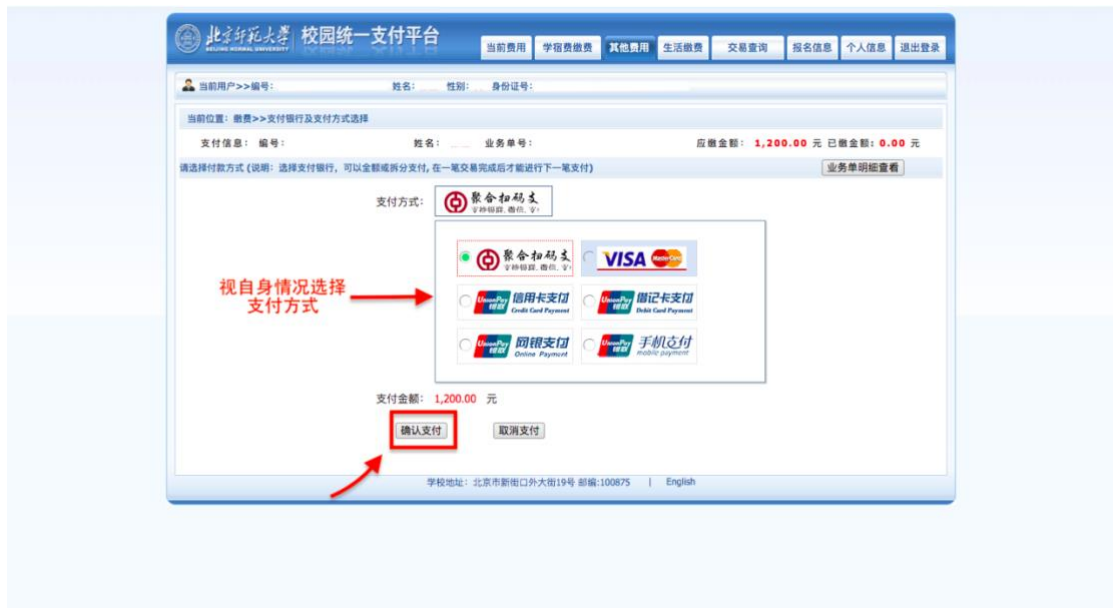 北京师范大学 校园统一支付平台
BEIJING NORMAL UNIVERSITY
当前费用 学宿费缴费 其他费用 生活缴费 交易查询 报名信息 个人信息 退出登录
当前用户>>编号: 姓名: 性别: 身份证号:
当前位置: 缴费>>支付银行及支付方式选择
支付信息: 编号: 姓名: 业务单号: 应缴金额: 1,200.00 元 已缴金额: 0.00 元
请选择付款方式 (说明: 选择支付银行, 可以全额或拆分支付, 在一笔交易完成后才能进行下一笔支付) 业务单明细查看
支付方式: 聚合扫码支
聚合扫码支 VISA MasterCard
视自身情况选择
支付方式
UnionPay 银联 信用卡支付 Credit Card Payment UnionPay 银联 借记卡支付 Debit Card Payment
UnionPay 银联 网银支付 Online Payment UnionPay 银联 手机支付 mobile payment
支付金额: 1,200.00 元
确认支付 取消支付
学校地址: 北京市新街口外大街19号 邮编:100875 | English